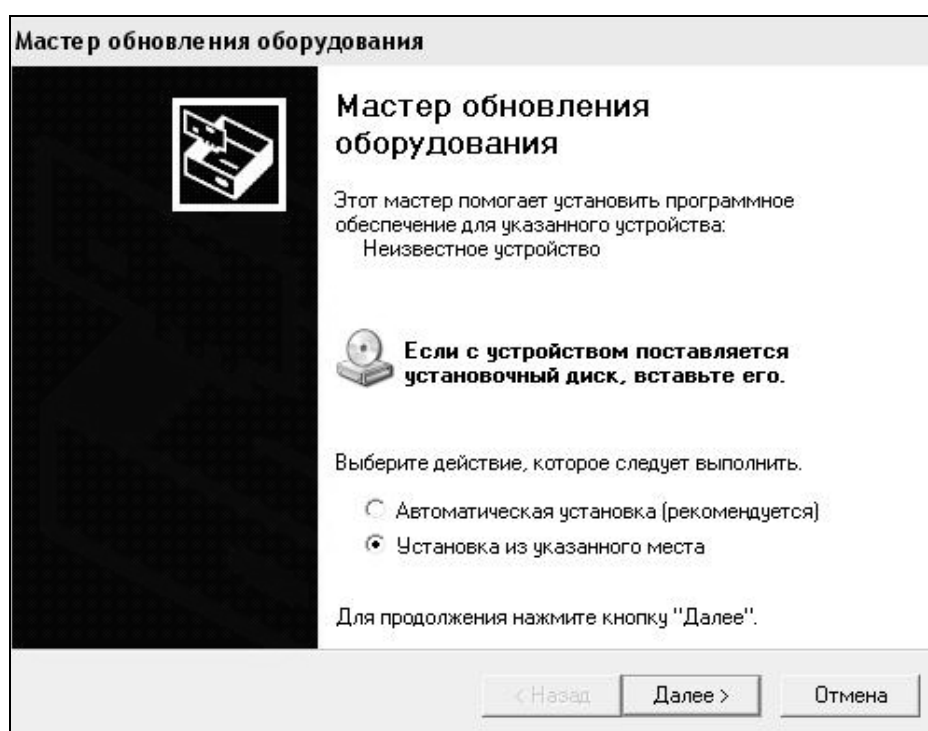 Мастер обновления оборудования
Мастер обновления
оборудования
Этот мастер помогает установить программное
обеспечение для указанного устройства:
Неизвестное устройство
Если с устройством поставляется
установочный диск, вставьте его.
Выберите действие, которое следует выполнить.
Автоматическая установка (рекомендуется)
Установка из указанного места
Для продолжения нажмите кнопку "Далее".
< Назад Далее > Отмена